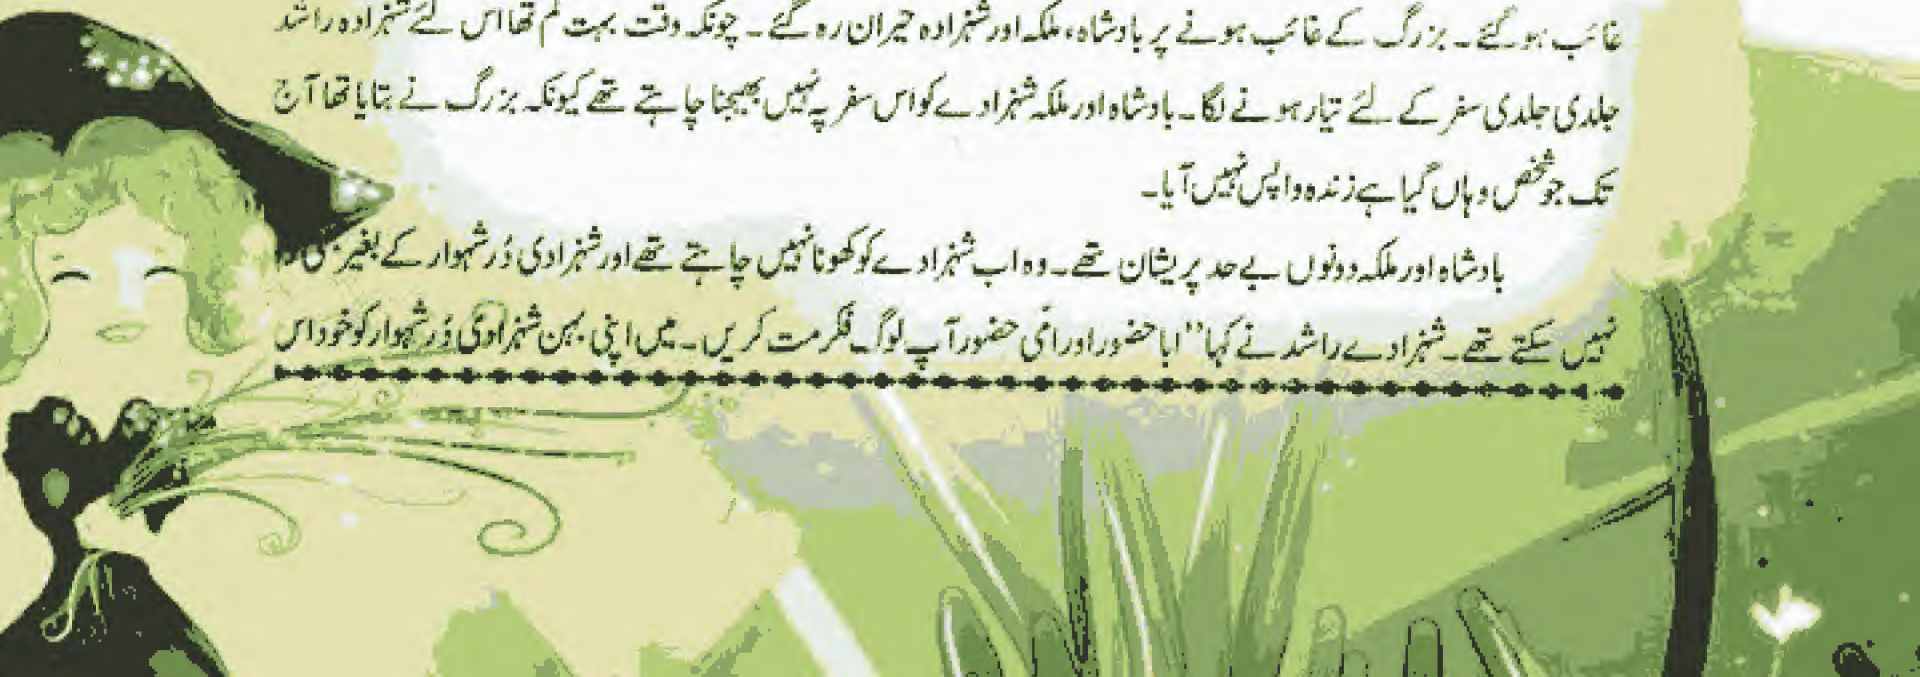 غائب ہو گئے۔ بزرگ کے غائب ہونے پر بادشاہ، ملکہ اور شہزادہ حیران رہ گئے۔ چونکہ وقت بہت کم تھا اس لئے شہزادہ راشد
جلدی جلدی سفر کے لئے تیار ہونے لگا۔ بادشاہ اور ملکہ شہزادے کو اس سفر پہ نہیں بھیجنا چاہتے تھے کیونکہ بزرگ نے بتایا تھا آج
تک جو شخص وہاں گیا ہے زندہ واپس نہیں آیا۔
بادشاہ اور ملکہ دونوں بے حد پریشان تھے۔ وہ اب شہزادے کو کھونا نہیں چاہتے تھے اور شہزادی دُرِشہوار کے بغیر
نہیں سکتے تھے۔ شہزادے راشد نے کہا ’’ابا حضور اور امّی حضور آپ لوگ فکر مت کریں۔ میں اپنی بہن شہزادی دُرِشہوار کو خود اس